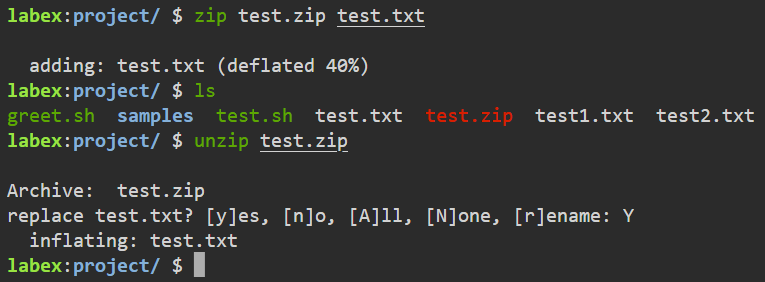 labex:project/ $ zip test.zip test.txt
  adding: test.txt (deflated 40%)
labex:project/ $ ls
greet.sh  samples  test.sh  test.txt  test.zip  test1.txt  test2.txt
labex:project/ $ unzip test.zip
Archive:  test.zip
replace test.txt? [y]es, [n]o, [A]ll, [N]one, [r]ename: Y
  inflating: test.txt
labex:project/ $